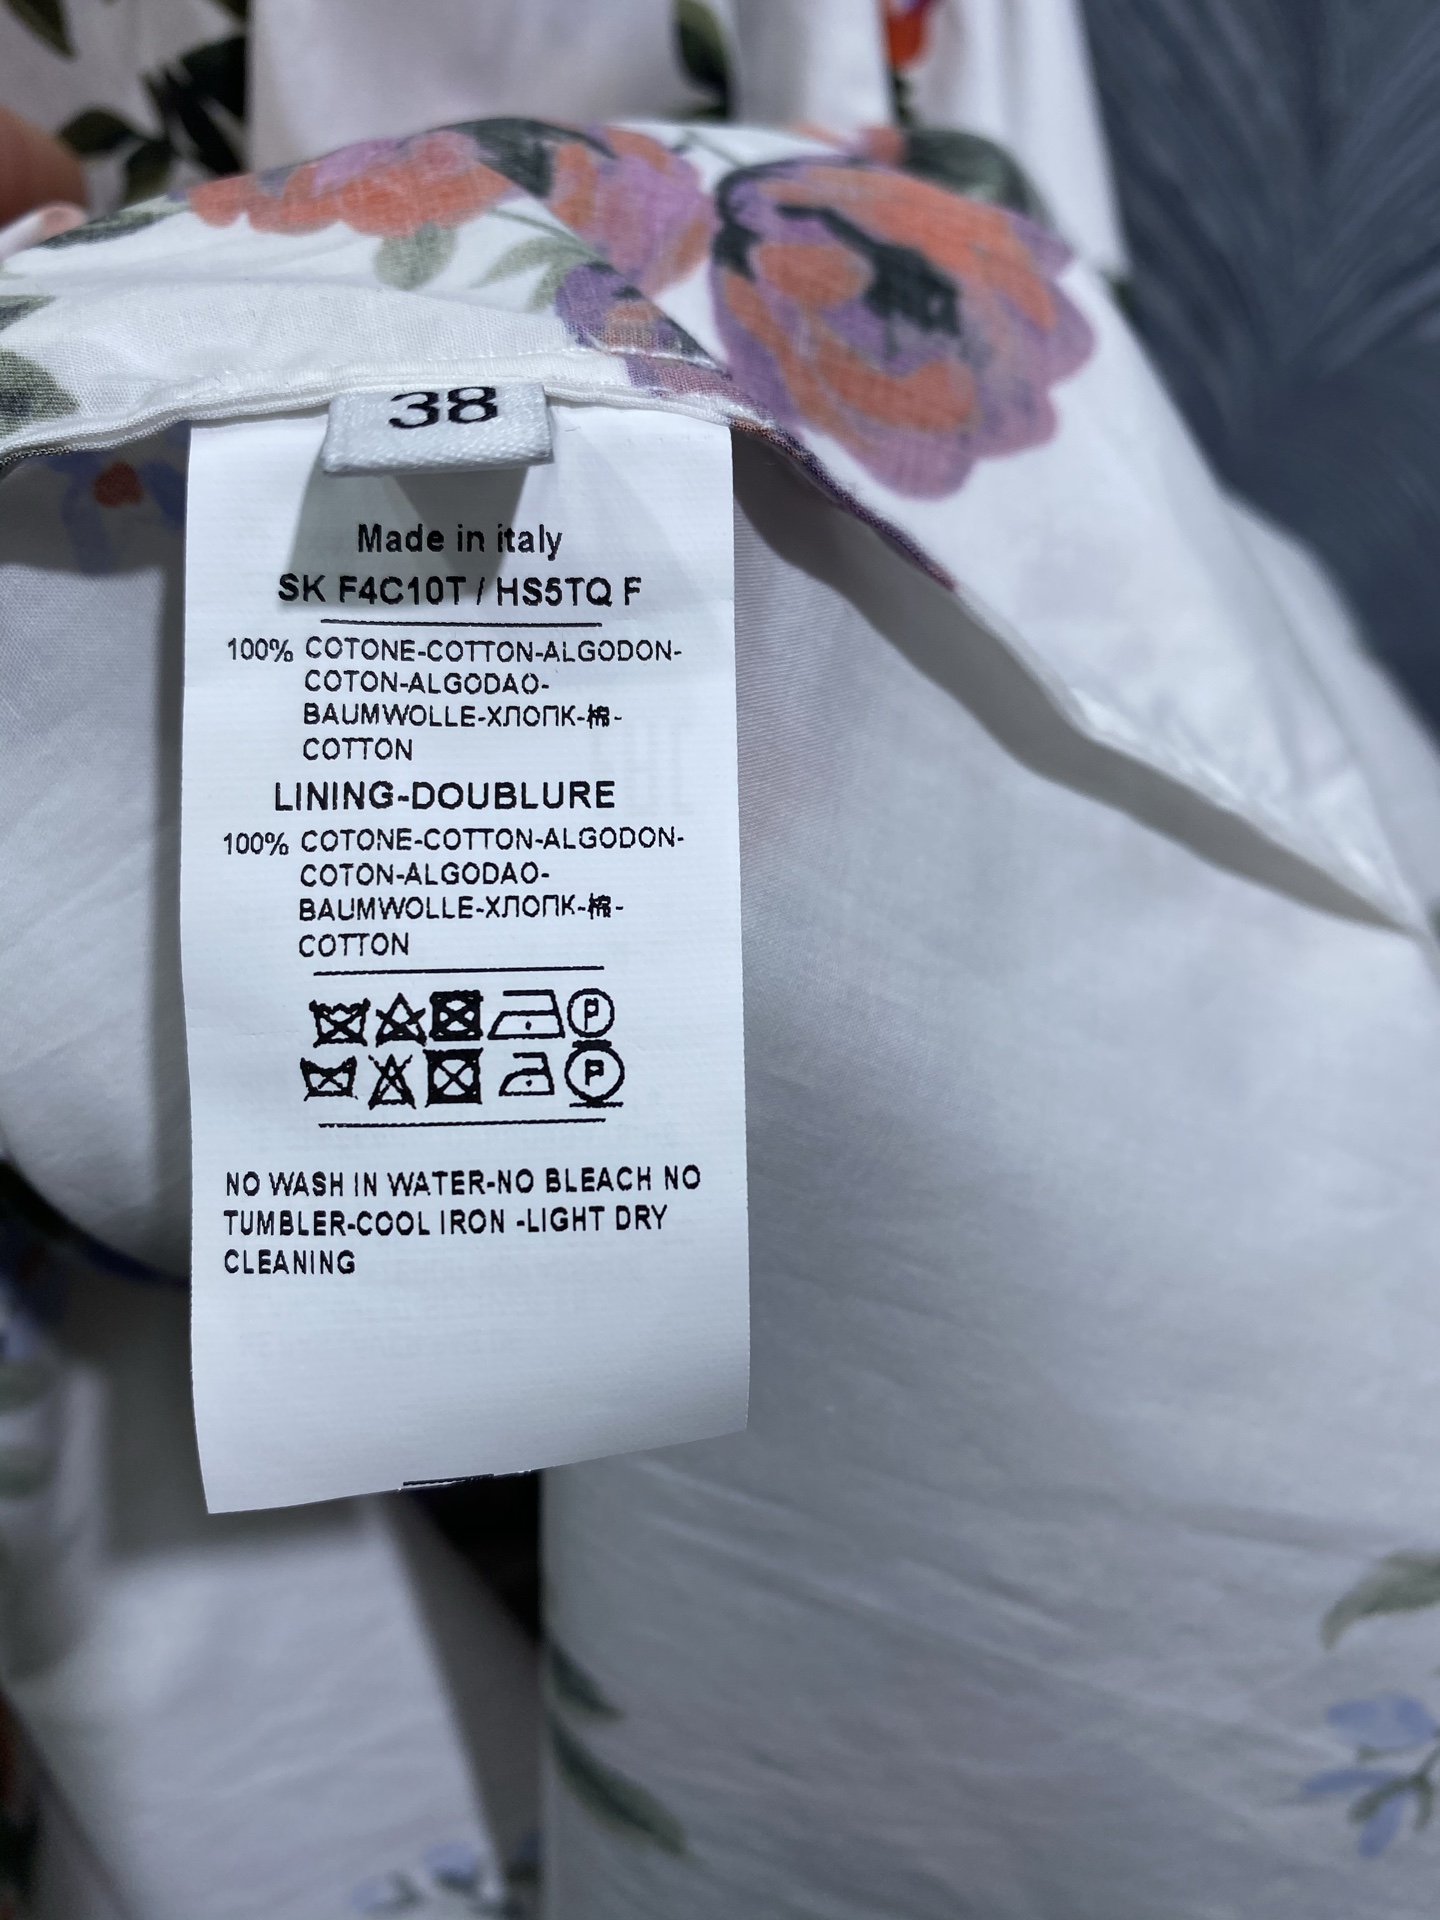 38
Made in italy
SK F4C10T / HS5TQ F
100% COTONE-COTTON-ALGODON-
COTON-ALGODAO-
BAUMWOLLE-ХЛОПК-棉-
COTTON
LINING-DOUBLURE
100% COTONE-COTTON-ALGODON-
COTON-ALGODAO-
BAUMWOLLE-ХЛОПК-棉-
COTTON
P
P
NO WASH IN WATER-NO BLEACH NO
TUMBLER-COOL IRON -LIGHT DRY
CLEANING